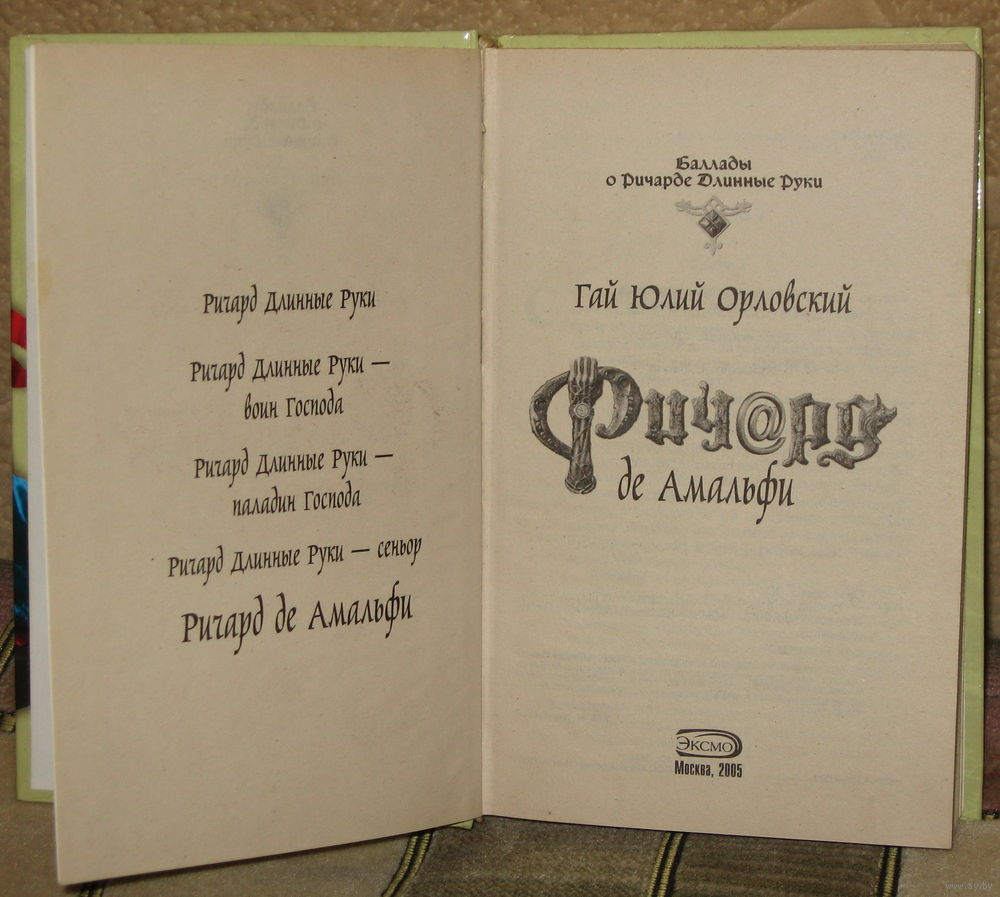 Ричард Длинные Руки
Ричард Длинные Руки —
воин Господа
Ричард Длинные Руки —
паладин Господа
Ричард Длинные Руки — сеньор
Ричард де Амальфи
Баллады
о Ричарде Длинные Руки
Гай Юлий Орловский
Рич@рд
де Амальфи
ЭКСМО
Москва, 2005